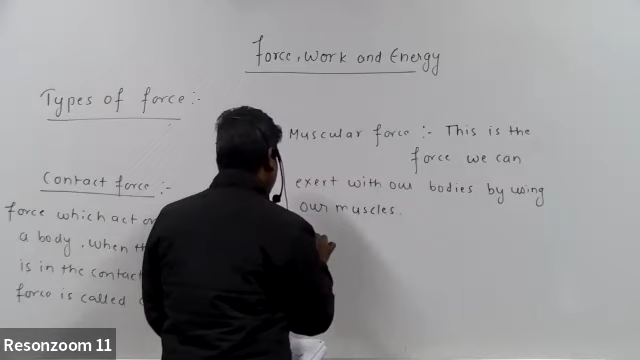 Force, Work and Energy
Types of force :-
Contact force :-
force which act on
a body, when th
is in the contact
force is called
Muscular force :- This is the
force we can
exert with our bodies by using
our muscles.
Resonzoom 11